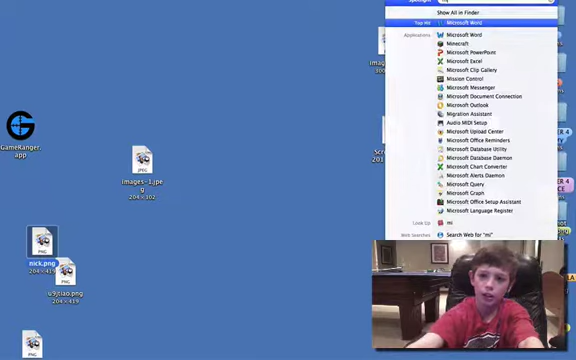 Spotlight
Show All in Finder
Top Hit
Microsoft Word
Applications
Microsoft Word
Minecraft
Microsoft PowerPoint
Microsoft Excel
Microsoft Clip Gallery
Mission Control
Microsoft Messenger
Microsoft Document Connection
Microsoft Outlook
Migration Assistant
Audio MIDI Setup
Microsoft Upload Center
Microsoft Office Reminders
Microsoft Database Utility
Microsoft Database Daemon
Microsoft Chart Converter
Microsoft Alerts Daemon
Microsoft Query
Microsoft Graph
Microsoft Office Setup Assistant
Microsoft Language Register
Look Up
mi
Web Searches
Search Web for "mi"
GameRanger.
app
JPEG
images-1.jpe
g
204×102
PNG
nick.png
204×419
PNG
204×419
PNG